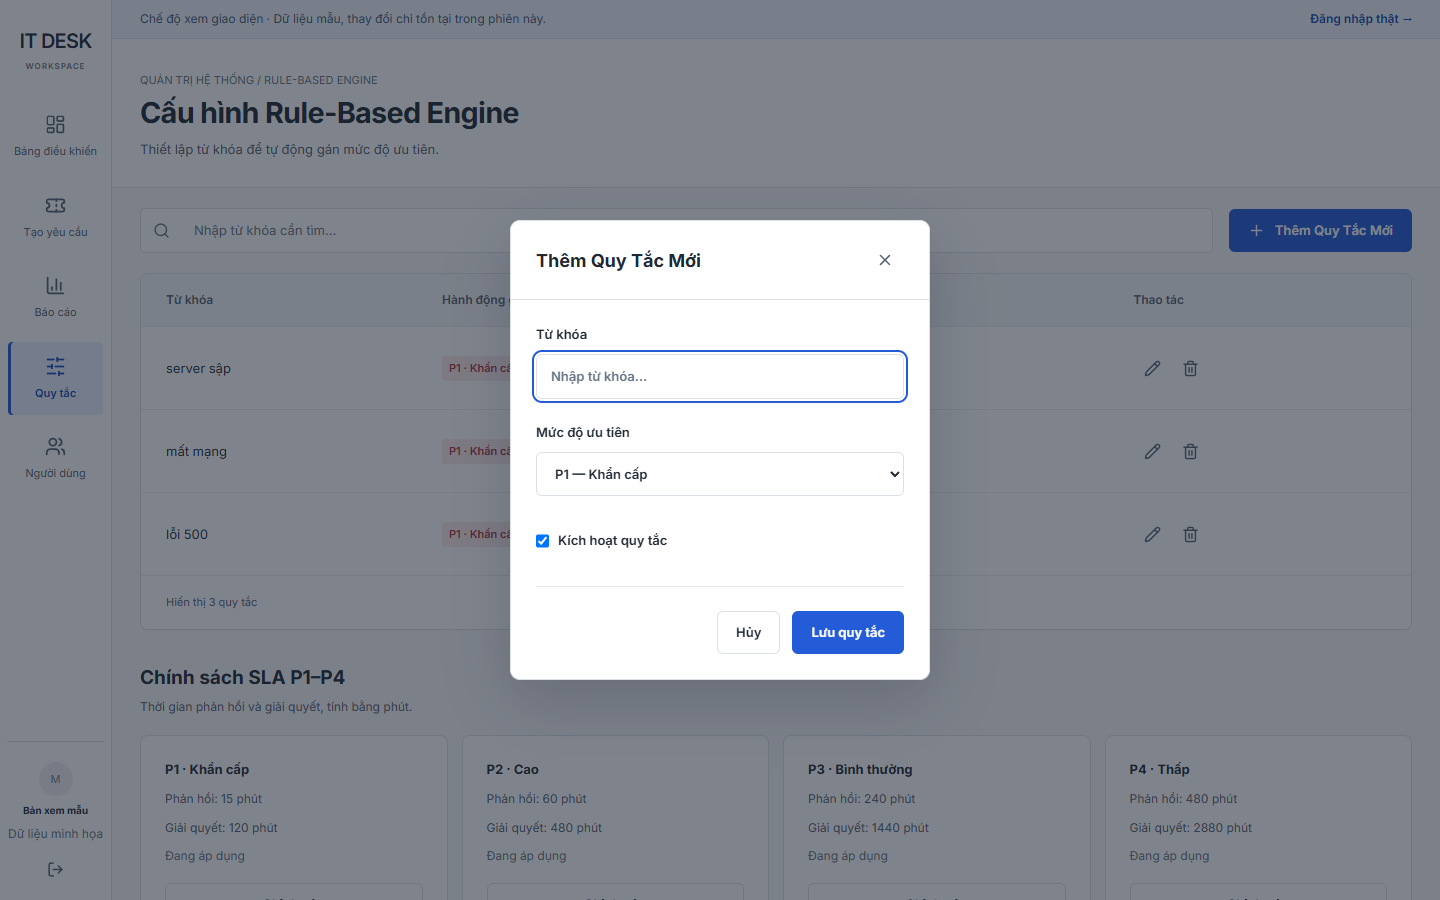 Chế độ xem giao diện · Dữ liệu mẫu, thay đổi chỉ tồn tại trong phiên này.
Đăng nhập thật →
IT DESK
WORKSPACE
Bảng điều khiển
Tạo yêu cầu
Báo cáo
Quy tắc
Người dùng
M
Bản xem mẫu
Dữ liệu minh họa
QUẢN TRỊ HỆ THỐNG / RULE-BASED ENGINE
Cấu hình Rule-Based Engine
Thiết lập từ khóa để tự động gán mức độ ưu tiên.
Nhập từ khóa cần tìm...
Thêm Quy Tắc Mới
Từ khóa
Hành động
Thao tác
server sập
P1 · Khẩn
mất mạng
P1 · Khẩn
lỗi 500
P1 · Khẩn
Hiển thị 3 quy tắc
Thêm Quy Tắc Mới
Từ khóa
Nhập từ khóa...
Mức độ ưu tiên
P1 — Khẩn cấp
Kích hoạt quy tắc
Hủy
Lưu quy tắc
Chính sách SLA P1–P4
Thời gian phản hồi và giải quyết, tính bằng phút.
P1 · Khẩn cấp
Phản hồi: 15 phút
Giải quyết: 120 phút
Đang áp dụng
P2 · Cao
Phản hồi: 60 phút
Giải quyết: 480 phút
Đang áp dụng
P3 · Bình thường
Phản hồi: 240 phút
Giải quyết: 1440 phút
Đang áp dụng
P4 · Thấp
Phản hồi: 480 phút
Giải quyết: 2880 phút
Đang áp dụng